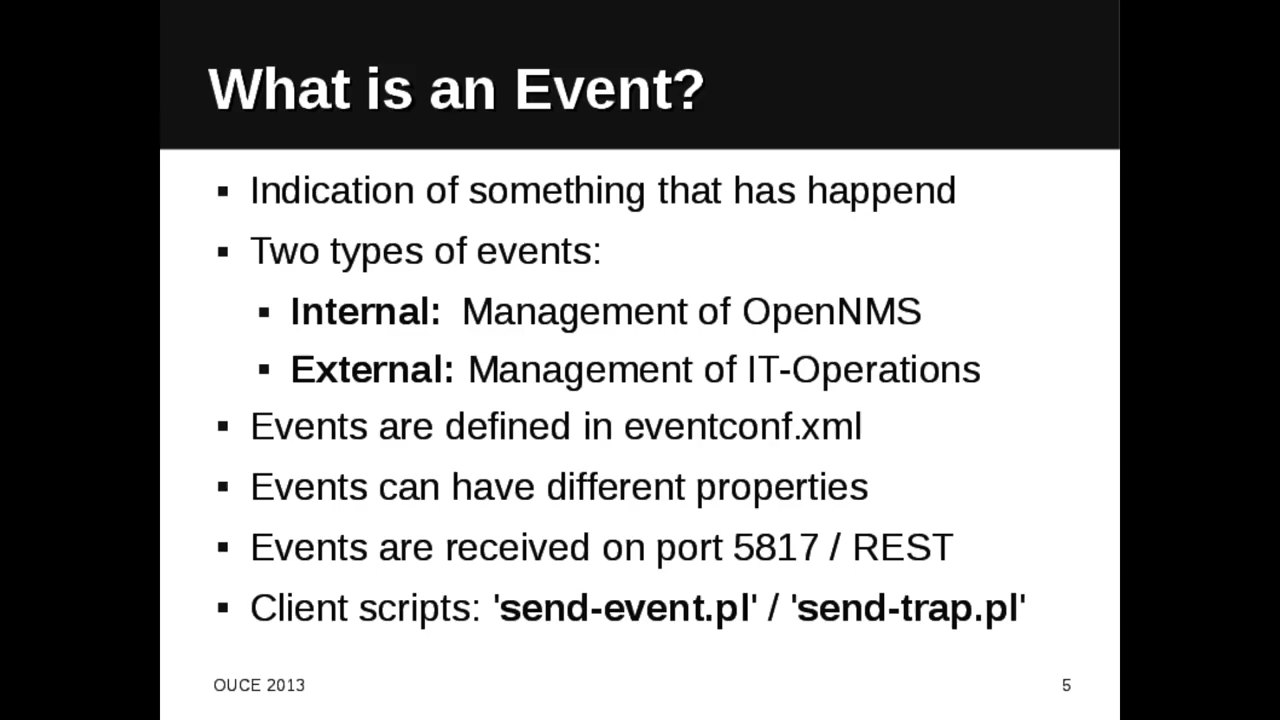 What is an Event?
▪ Indication of something that has happend
▪ Two types of events:
▪ Internal: Management of OpenNMS
▪ External: Management of IT-Operations
▪ Events are defined in eventconf.xml
▪ Events can have different properties
▪ Events are received on port 5817 / REST
▪ Client scripts: 'send-event.pl' / 'send-trap.pl'
OUCE 2013 5